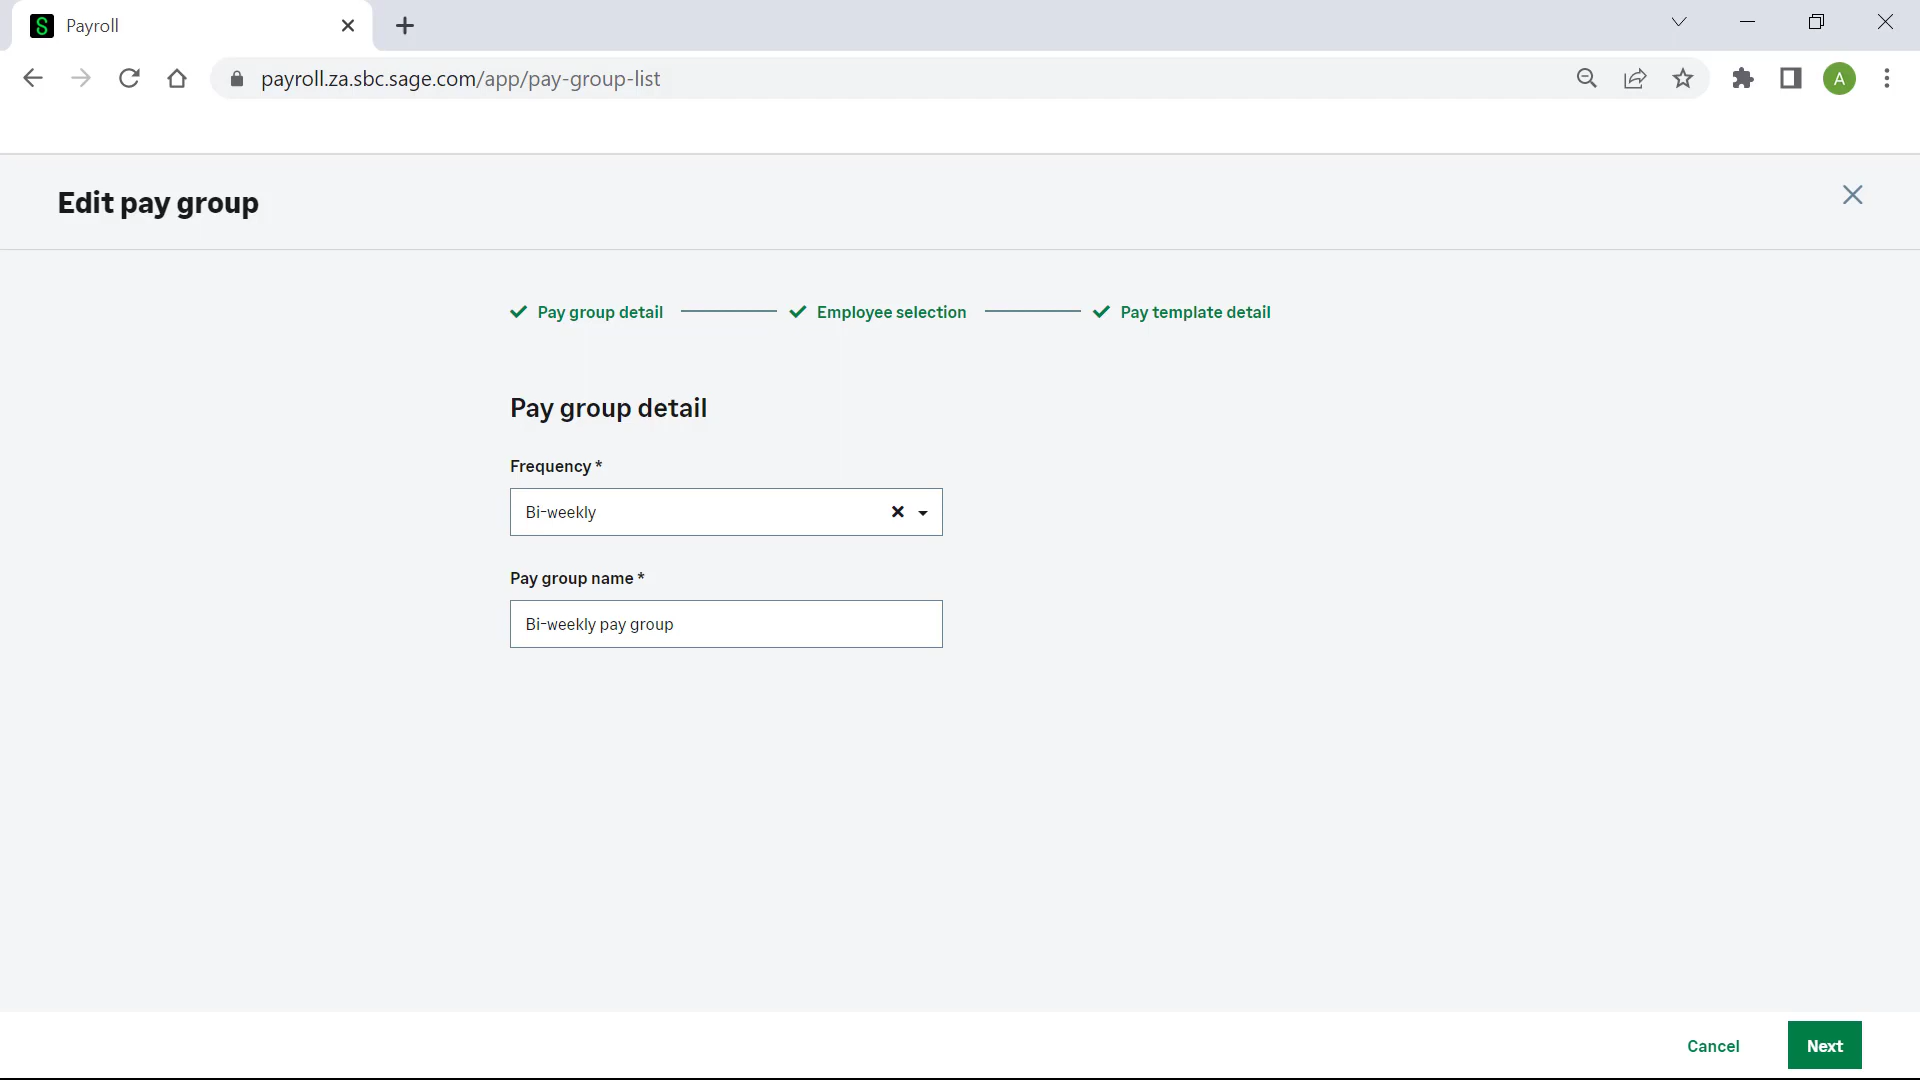 Payroll
payroll.za.sbc.sage.com/app/pay-group-list
A
Edit pay group
Pay group detail
Employee selection
Pay template detail
Pay group detail
Frequency *
Bi-weekly
Pay group name *
Bi-weekly pay group
Cancel
Next